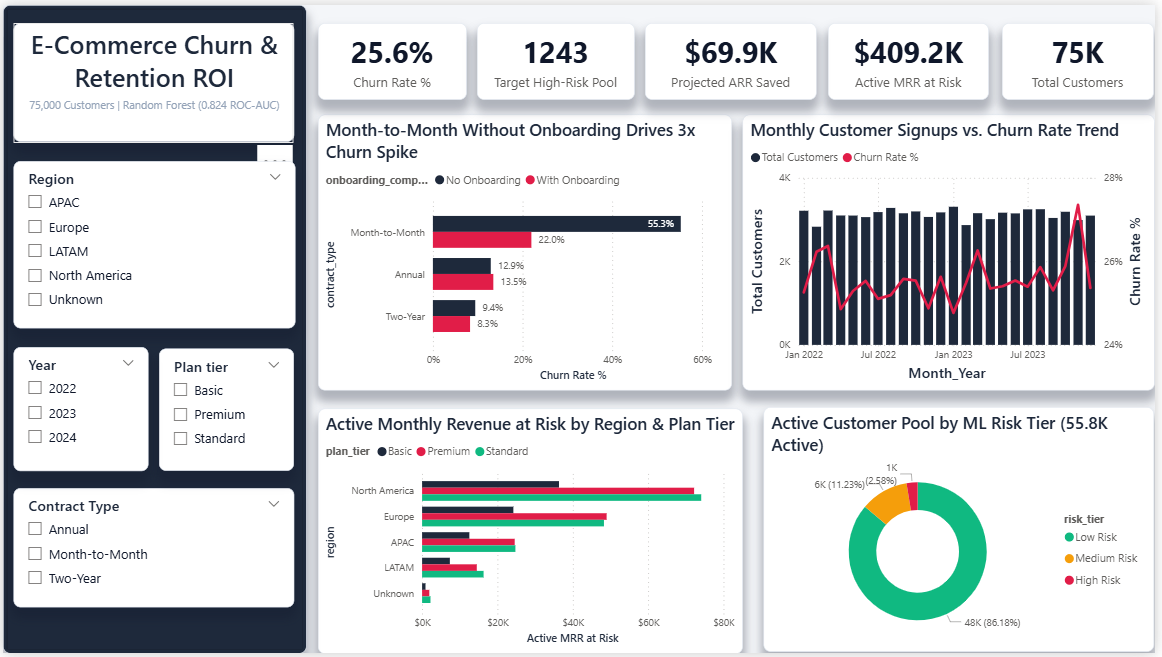 E-Commerce Churn &
Retention ROI
75,000 Customers | Random Forest (0.824 ROC-AUC)
25.6%
Churn Rate %
1243
Target High-Risk Pool
$69.9K
Projected ARR Saved
$409.2K
Active MRR at Risk
75K
Total Customers
Region
APAC
Europe
LATAM
North America
Unknown
Year
2022
2023
2024
Plan tier
Basic
Premium
Standard
Contract Type
Annual
Month-to-Month
Two-Year
Month-to-Month Without Onboarding Drives 3x
Churn Spike
onboarding_comp... No Onboarding With Onboarding
contract_type
Month-to-Month
55.3%
22.0%
Annual
12.9%
13.5%
Two-Year
9.4%
8.3%
0% 20% 40% 60%
Churn Rate %
Monthly Customer Signups vs. Churn Rate Trend
Total Customers Churn Rate %
Total Customers
4K
2K
0K
28%
26%
24%
Churn Rate %
Jan 2022 Jul 2022 Jan 2023 Jul 2023
Month_Year
Active Monthly Revenue at Risk by Region & Plan Tier
plan_tier Basic Premium Standard
region
North America
Europe
APAC
LATAM
Unknown
$0K $20K $40K $60K $80K
Active MRR at Risk
Active Customer Pool by ML Risk Tier (55.8K
Active)
1K
(2.58%)
6K (11.23%)
48K (86.18%)
risk_tier
Low Risk
Medium Risk
High Risk